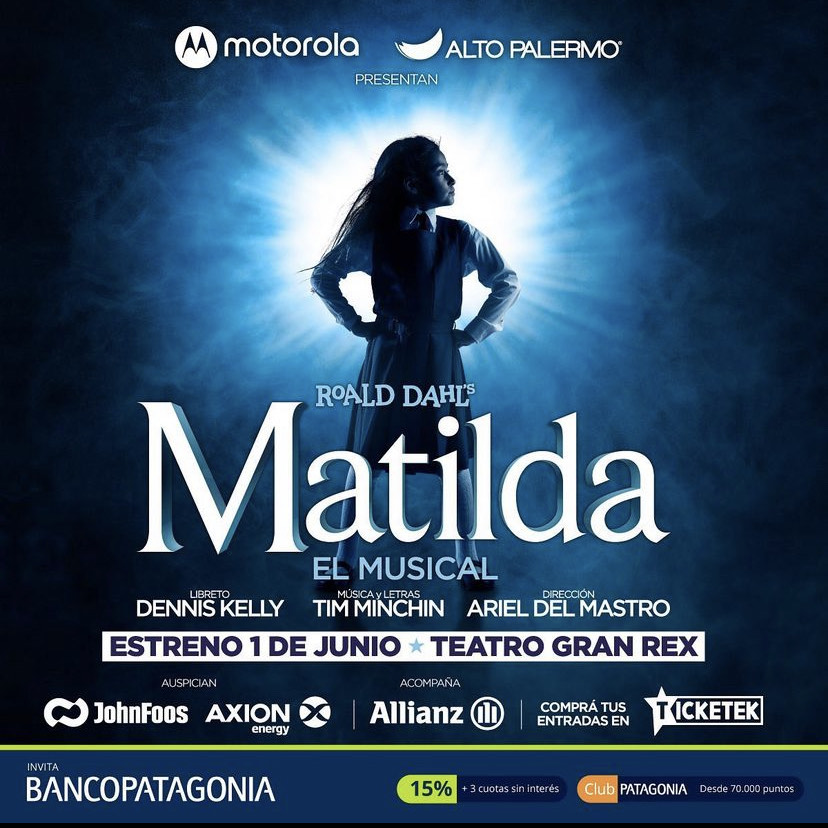 motorola ALTO PALERMO®
PRESENTAN
ROALD DAHL'S
Matilda
EL MUSICAL
LIBRETO MÚSICA y LETRAS DIRECCIÓN
DENNIS KELLY TIM MINCHIN ARIEL DEL MASTRO
ESTRENO 1 DE JUNIO ★ TEATRO GRAN REX
AUSPICIAN ACOMPAÑA
JohnFoos AXION energy Allianz COMPRÁ TUS
ENTRADAS EN TICKETEK
INVITA
BANCOPATAGONIA 15% + 3 cuotas sin interés Club PATAGONIA Desde 70.000 puntos